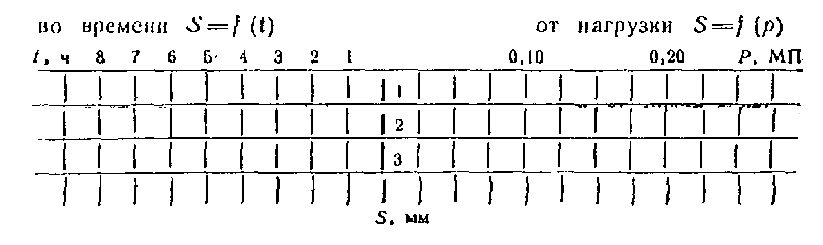 во времени S=f (t) от нагрузки S=f (p)
t, ч 8 7 6 5 4 3 2 1 0,10 0,20 P, МП
1
2
3
S, мм